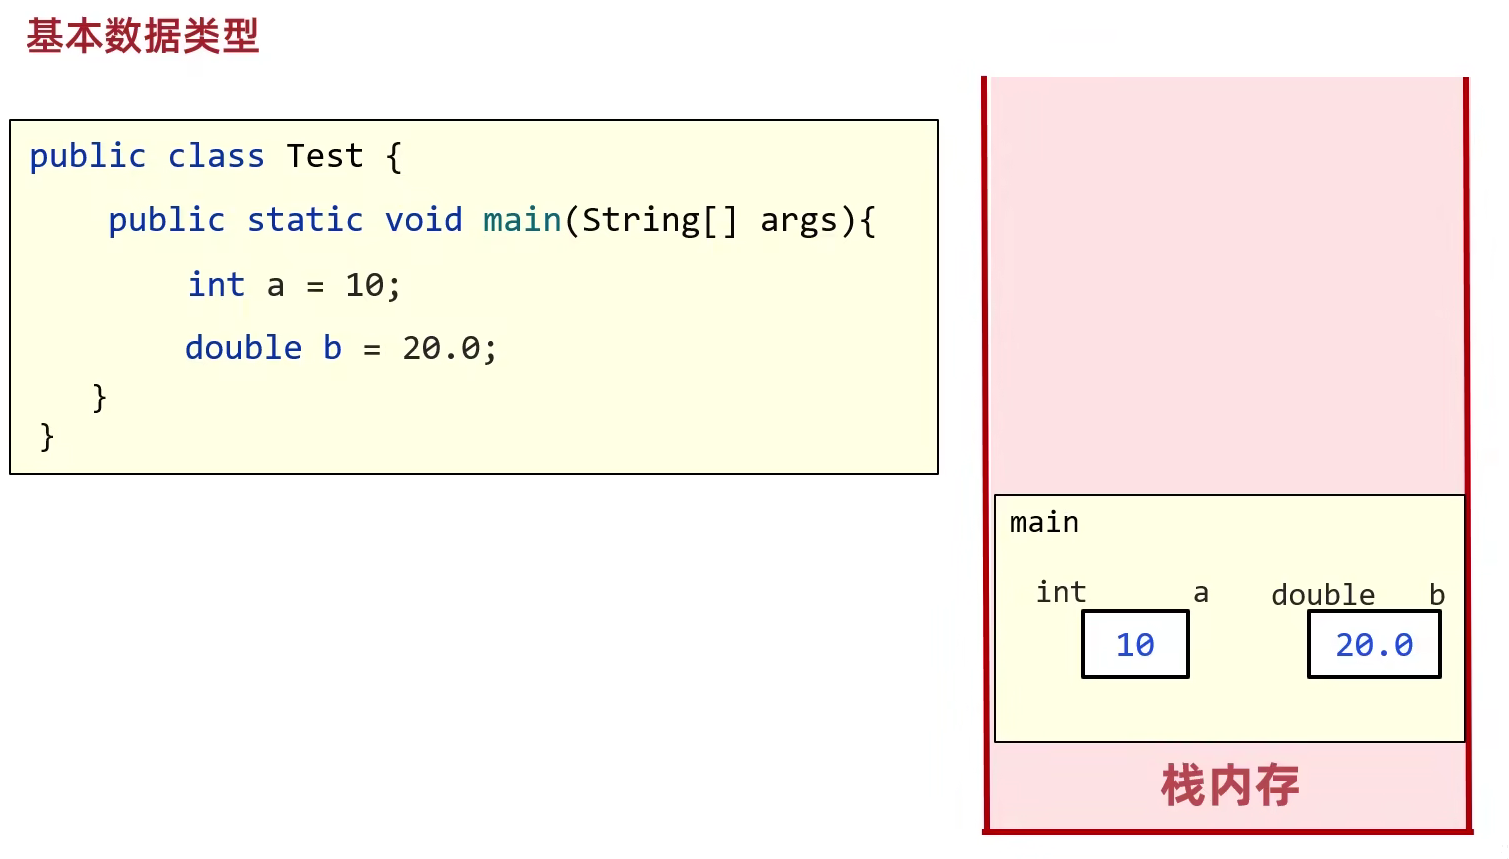 基本数据类型
public class Test {
public static void main(String[] args){
int a = 10;
double b = 20.0;
}
}
main
int a double b
10 20.0
栈内存